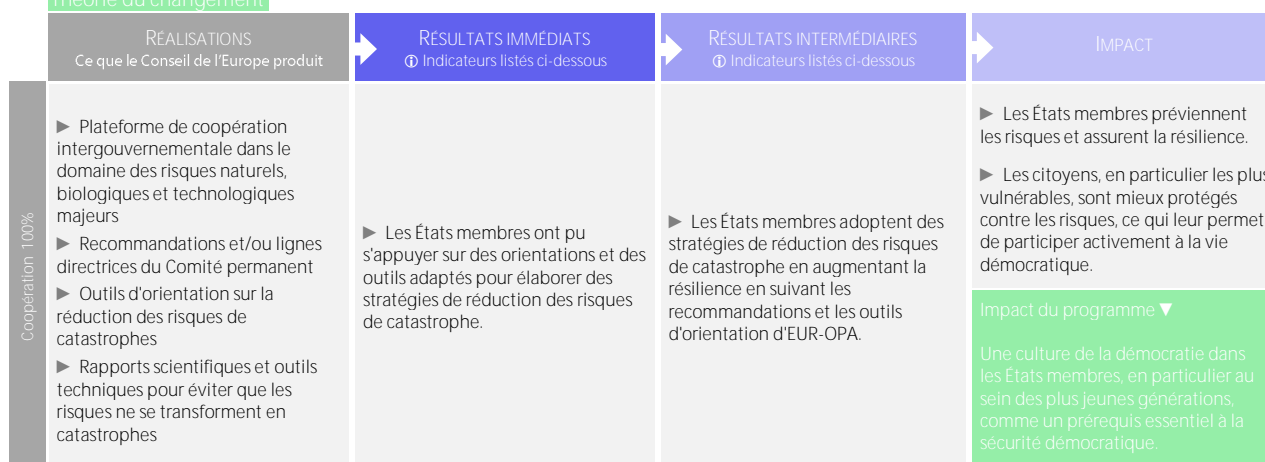 Théorie du changement
RÉALISATIONS
Ce que le Conseil de l'Europe produit
RÉSULTATS IMMÉDIATS
🛈 Indicateurs listés ci-dessous
RÉSULTATS INTERMÉDIAIRES
🛈 Indicateurs listés ci-dessous
IMPACT
Coopération 100%
► Plateforme de coopération
intergouvernementale dans le
domaine des risques naturels,
biologiques et technologiques
majeurs
► Recommandations et/ou lignes
directrices du Comité permanent
► Outils d'orientation sur la
réduction des risques de
catastrophes
► Rapports scientifiques et outils
techniques pour éviter que les
risques ne se transforment en
catastrophes
► Les États membres ont pu
s'appuyer sur des orientations et des
outils adaptés pour élaborer des
stratégies de réduction des risques
de catastrophe.
► Les États membres adoptent des
stratégies de réduction des risques
de catastrophe en augmentant la
résilience en suivant les
recommandations et les outils
d'orientation d'EUR-OPA.
► Les États membres préviennent
les risques et assurent la résilience.
► Les citoyens, en particulier les plus
vulnérables, sont mieux protégés
contre les risques, ce qui leur permet
de participer activement à la vie
démocratique.
Impact du programme ▼
Une culture de la démocratie dans
les États membres, en particulier au
sein des plus jeunes générations,
comme un prérequis essentiel à la
sécurité démocratique.